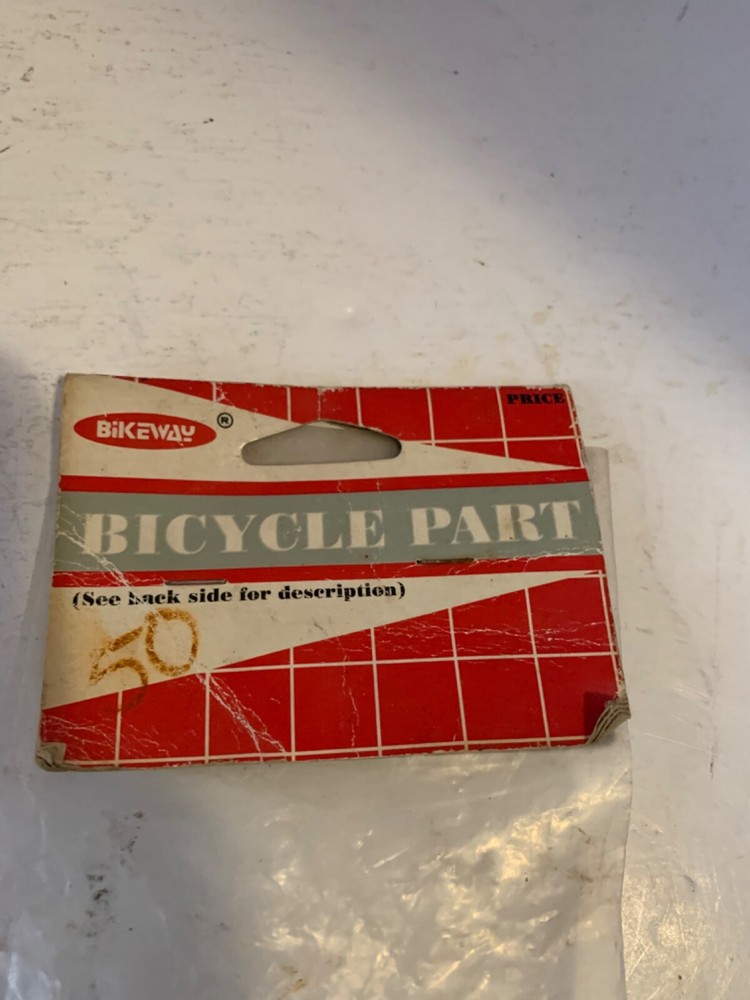 PRICE
BiKEWAY ®
BICYCLE PART
(See back side for description)
50